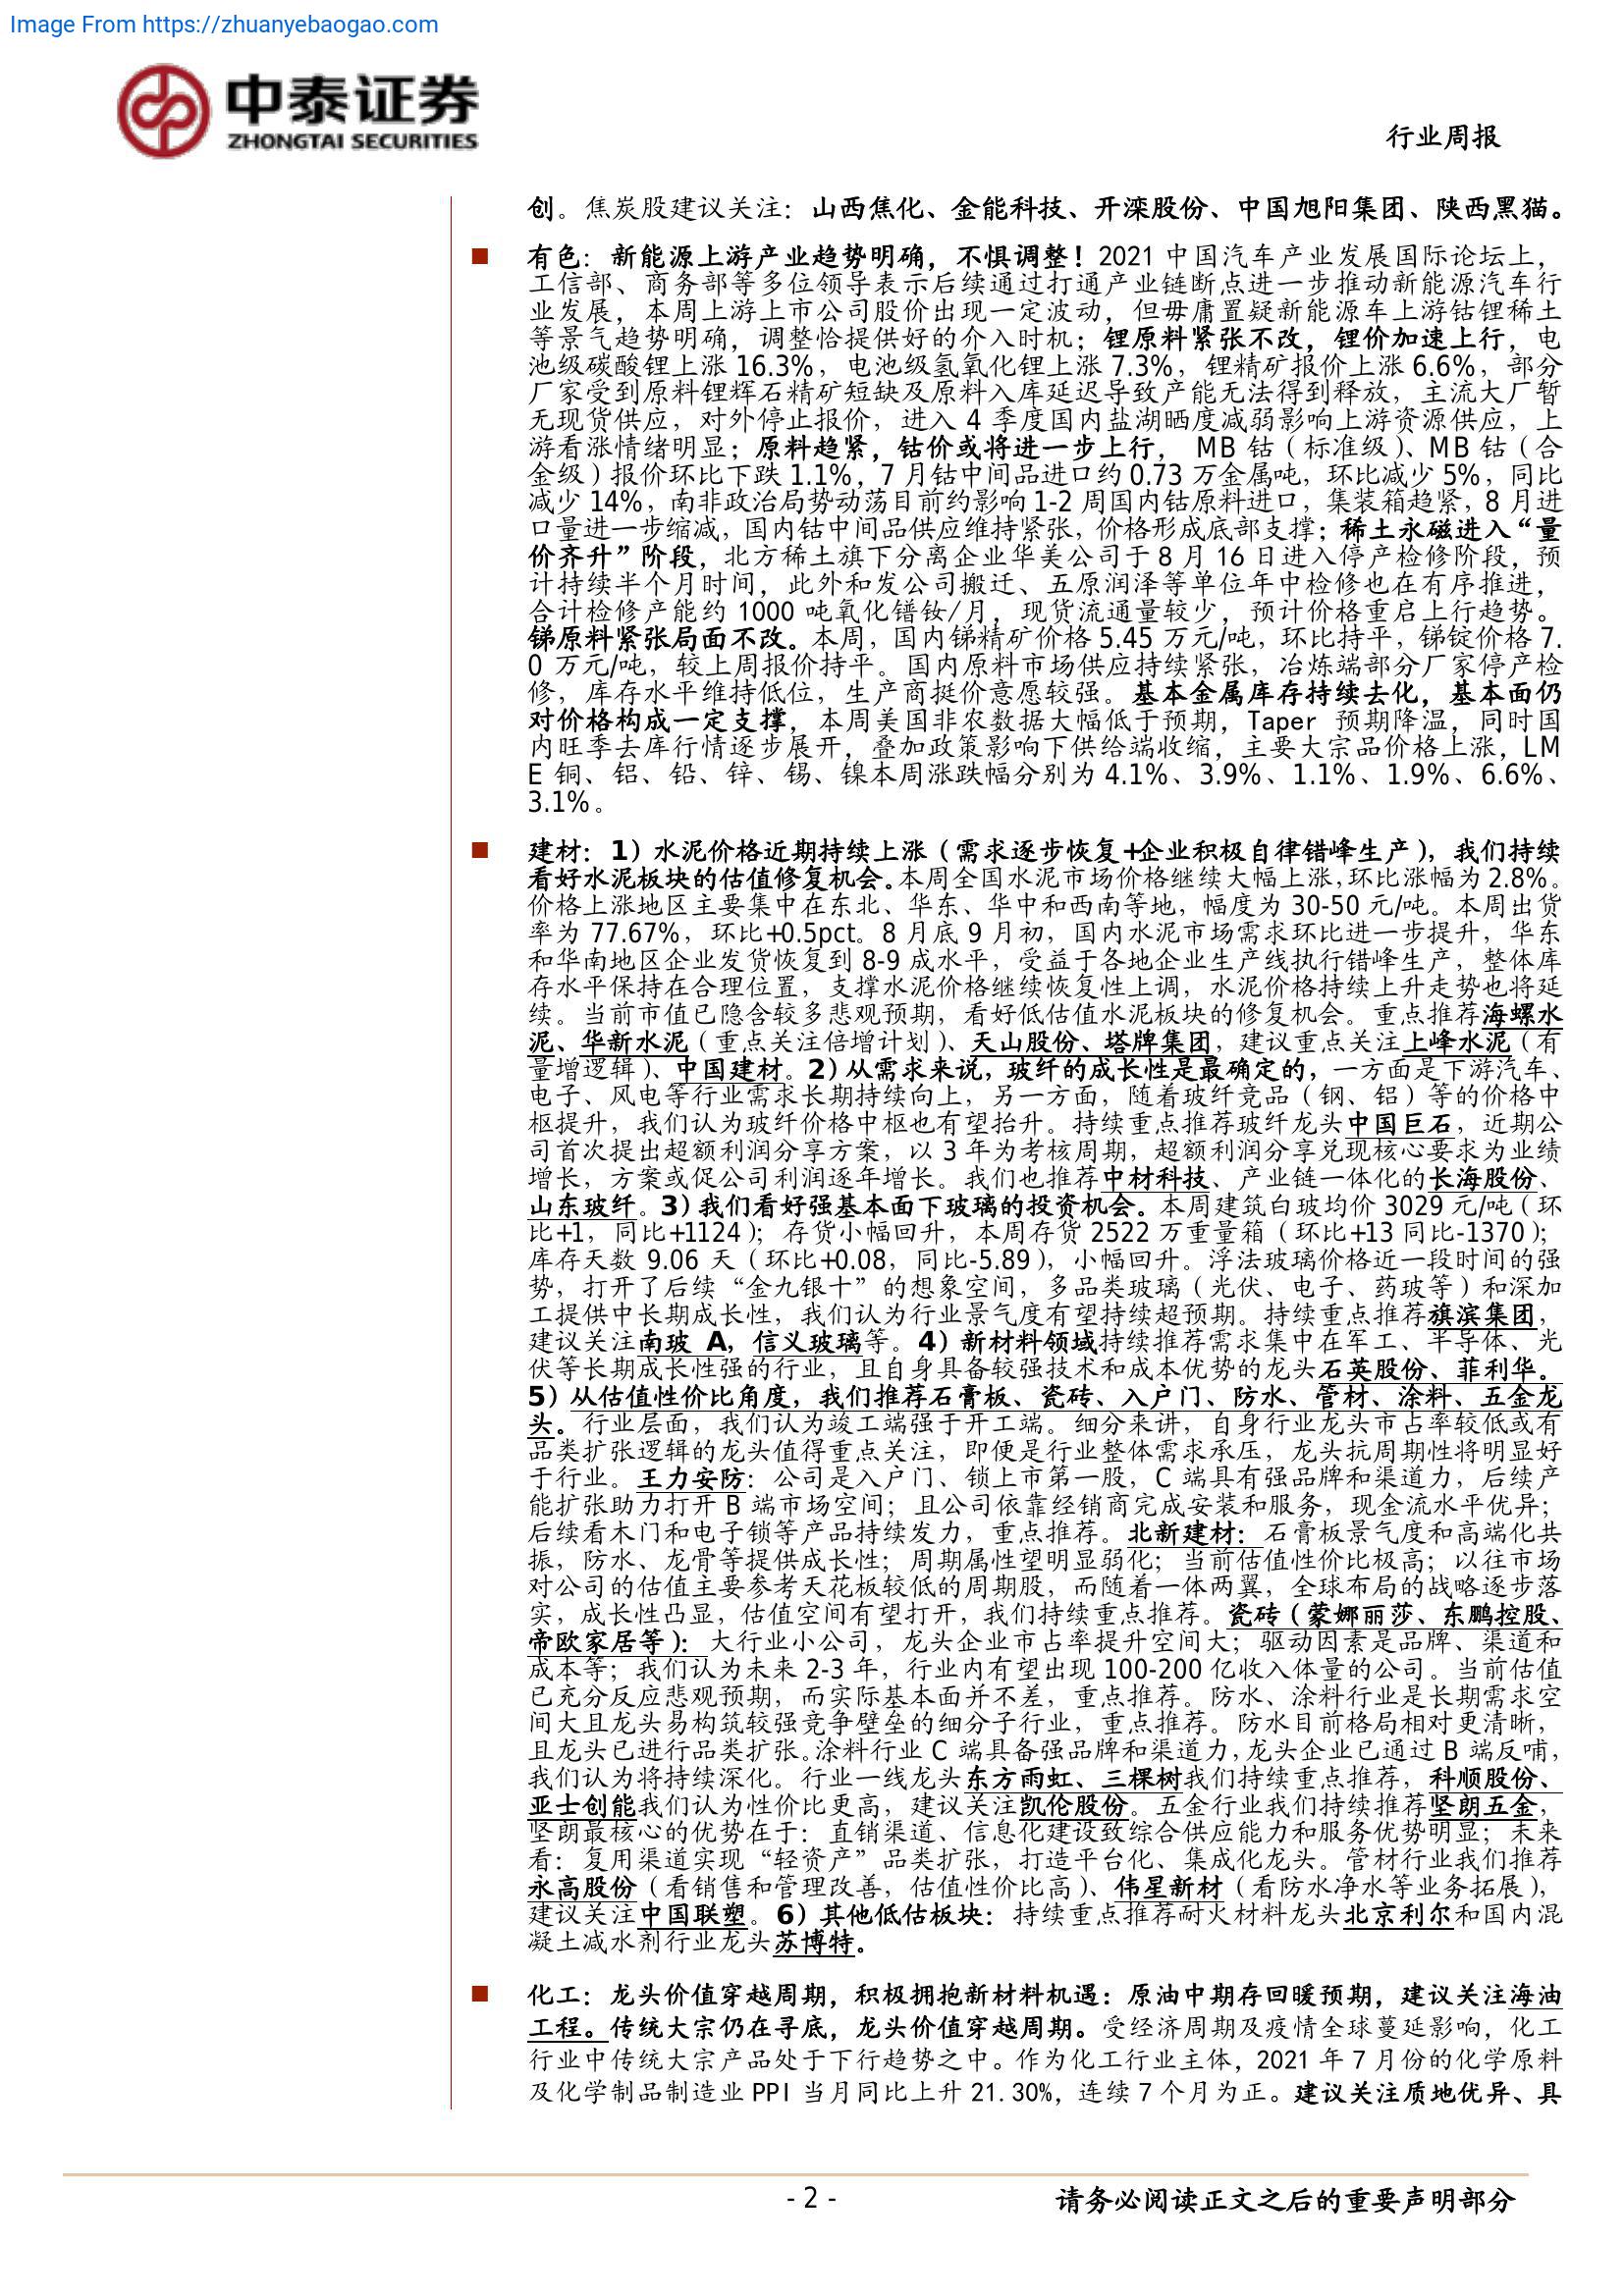 Image From https://zhuanyebaogao.com
中泰证券
ZHONGTAI SECURITIES
行业周报
创。焦炭股建议关注：山西焦化、金能科技、开滦股份、中国旭阳集团、陕西黑猫。
■ 有色：新能源上游产业趋势明确，不惧调整！2021 中国汽车产业发展国际论坛上，
工信部、商务部等多位领导表示后续通过打通产业链断点进一步推动新能源汽车行
业发展，本周上游上市公司股价出现一定波动，但毋庸置疑新能源车上游钴锂稀土
等景气趋势明确，调整恰提供好的介入时机；锂原料紧张不改，锂价加速上行，电
池级碳酸锂上涨 16.3%，电池级氢氧化锂上涨 7.3%，锂精矿报价上涨 6.6%，部分
厂家受到原料锂辉石精矿短缺及原料入库延迟导致产能无法得到释放，主流大厂暂
无现货供应，对外停止报价，进入 4 季度国内盐湖晒度减弱影响上游资源供应，上
游看涨情绪明显；原料趋紧，钴价或将进一步上行， MB 钴（标准级）、MB 钴（合
金级）报价环比下跌 1.1%，7 月钴中间品进口约 0.73 万金属吨，环比减少 5%，同比
减少 14%，南非政治局势动荡目前约影响 1-2 周国内钴原料进口，集装箱趋紧，8 月进
口量进一步缩减，国内钴中间品供应维持紧张，价格形成底部支撑；稀土永磁进入“量
价齐升”阶段，北方稀土旗下分离企业华美公司于 8 月 16 日进入停产检修阶段，预
计持续半个月时间，此外和发公司搬迁、五原润泽等单位年中检修也在有序推进，
合计检修产能约 1000 吨氧化镨钕/月，现货流通量较少，预计价格重启上行趋势。
锑原料紧张局面不改。本周，国内锑精矿价格 5.45 万元/吨，环比持平，锑锭价格 7.
0 万元/吨，较上周报价持平。国内原料市场供应持续紧张，冶炼端部分厂家停产检
修，库存水平维持低位，生产商挺价意愿较强。基本金属库存持续去化，基本面仍
对价格构成一定支撑，本周美国非农数据大幅低于预期，Taper 预期降温，同时国
内旺季去库行情逐步展开，叠加政策影响下供给端收缩，主要大宗品价格上涨，LM
E 铜、铝、铅、锌、锡、镍本周涨跌幅分别为 4.1%、3.9%、1.1%、1.9%、6.6%、
3.1%。
■ 建材：1）水泥价格近期持续上涨（需求逐步恢复+企业积极自律错峰生产），我们持续
看好水泥板块的估值修复机会。本周全国水泥市场价格继续大幅上涨，环比涨幅为 2.8%。
价格上涨地区主要集中在东北、华东、华中和西南等地，幅度为 30-50 元/吨。本周出货
率为 77.67%，环比+0.5pct。8 月底 9 月初，国内水泥市场需求环比进一步提升，华东
和华南地区企业发货恢复到 8-9 成水平，受益于各地企业生产线执行错峰生产，整体库
存水平保持在合理位置，支撑水泥价格继续恢复性上调，水泥价格持续上升走势也将延
续。当前市值已隐含较多悲观预期，看好低估值水泥板块的修复机会。重点推荐海螺水
泥、华新水泥（重点关注倍增计划）、天山股份、塔牌集团，建议重点关注上峰水泥（有
量增逻辑）、中国建材。2）从需求来说，玻纤的成长性是最确定的，一方面是下游汽车、
电子、风电等行业需求长期持续向上，另一方面，随着玻纤竞品（钢、铝）等的价格中
枢提升，我们认为玻纤价格中枢也有望抬升。持续重点推荐玻纤龙头中国巨石，近期公
司首次提出超额利润分享方案，以 3 年为考核周期，超额利润分享兑现核心要求为业绩
增长，方案或促公司利润逐年增长。我们也推荐中材科技、产业链一体化的长海股份、
山东玻纤。3）我们看好强基本面下玻璃的投资机会。本周建筑白玻均价 3029 元/吨（环
比+1，同比+1124）；存货小幅回升，本周存货 2522 万重量箱（环比+13 同比-1370）；
库存天数 9.06 天（环比+0.08，同比-5.89），小幅回升。浮法玻璃价格近一段时间的强
势，打开了后续“金九银十”的想象空间，多品类玻璃（光伏、电子、药玻等）和深加
工提供中长期成长性，我们认为行业景气度有望持续超预期。持续重点推荐旗滨集团，
建议关注南玻 A，信义玻璃等。4）新材料领域持续推荐需求集中在军工、半导体、光
伏等长期成长性强的行业，且自身具备较强技术和成本优势的龙头石英股份、菲利华。
5）从估值性价比角度，我们推荐石膏板、瓷砖、入户门、防水、管材、涂料、五金龙
头。行业层面，我们认为竣工端强于开工端。细分来讲，自身行业龙头市占率较低或有
品类扩张逻辑的龙头值得重点关注，即便是行业整体需求承压，龙头抗周期性将明显好
于行业。王力安防：公司是入户门、锁上市第一股，C 端具有强品牌和渠道力，后续产
能扩张助力打开 B 端市场空间；且公司依靠经销商完成安装和服务，现金流水平优异；
后续看木门和电子锁等产品持续发力，重点推荐。北新建材：石膏板景气度和高端化共
振，防水、龙骨等提供成长性；周期属性望明显弱化；当前估值性价比极高；以往市场
对公司的估值主要参考天花板较低的周期股，而随着一体两翼，全球布局的战略逐步落
实，成长性凸显，估值空间有望打开，我们持续重点推荐。瓷砖（蒙娜丽莎、东鹏控股、
帝欧家居等）：大行业小公司，龙头企业市占率提升空间大；驱动因素是品牌、渠道和
成本等；我们认为未来 2-3 年，行业内有望出现 100-200 亿收入体量的公司。当前估值
已充分反应悲观预期，而实际基本面并不差，重点推荐。防水、涂料行业是长期需求空
间大且龙头易构筑较强竞争壁垒的细分子行业，重点推荐。防水目前格局相对更清晰，
且龙头已进行品类扩张。涂料行业 C 端具备强品牌和渠道力，龙头企业已通过 B 端反哺，
我们认为将持续深化。行业一线龙头东方雨虹、三棵树我们持续重点推荐，科顺股份、
亚士创能我们认为性价比更高，建议关注凯伦股份。五金行业我们持续推荐坚朗五金，
坚朗最核心的优势在于：直销渠道、信息化建设致综合供应能力和服务优势明显；未来
看：复用渠道实现“轻资产”品类扩张，打造平台化、集成化龙头。管材行业我们推荐
永高股份（看销售和管理改善，估值性价比高）、伟星新材（看防水净水等业务拓展），
建议关注中国联塑。6）其他低估板块：持续重点推荐耐火材料龙头北京利尔和国内混
凝土减水剂行业龙头苏博特。
■ 化工：龙头价值穿越周期，积极拥抱新材料机遇：原油中期存回暖预期，建议关注海油
工程。传统大宗仍在寻底，龙头价值穿越周期。受经济周期及疫情全球蔓延影响，化工
行业中传统大宗产品处于下行趋势之中。作为化工行业主体，2021 年 7 月份的化学原料
及化学制品制造业 PPI 当月同比上升 21.30%，连续 7 个月为正。建议关注质地优异、具
- 2 -
请务必阅读正文之后的重要声明部分